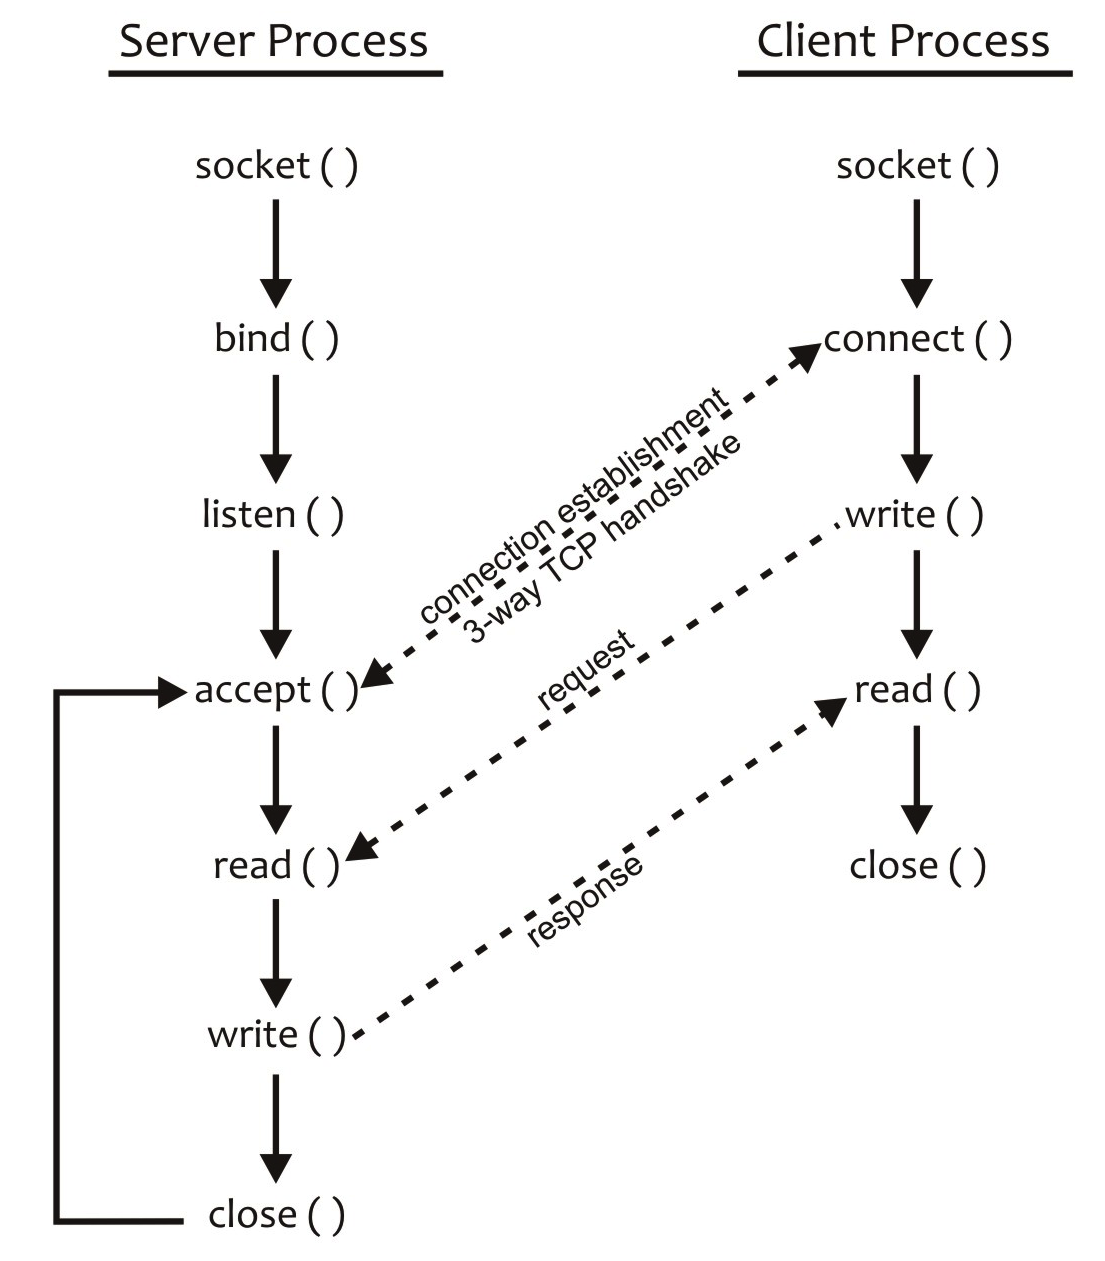 Server Process
socket ( )
bind ( )
listen ( )
accept ( )
read ( )
write ( )
close ( )
Client Process
socket ( )
connect ( )
write ( )
read ( )
close ( )
connection establishment
3-way TCP handshake
request
response